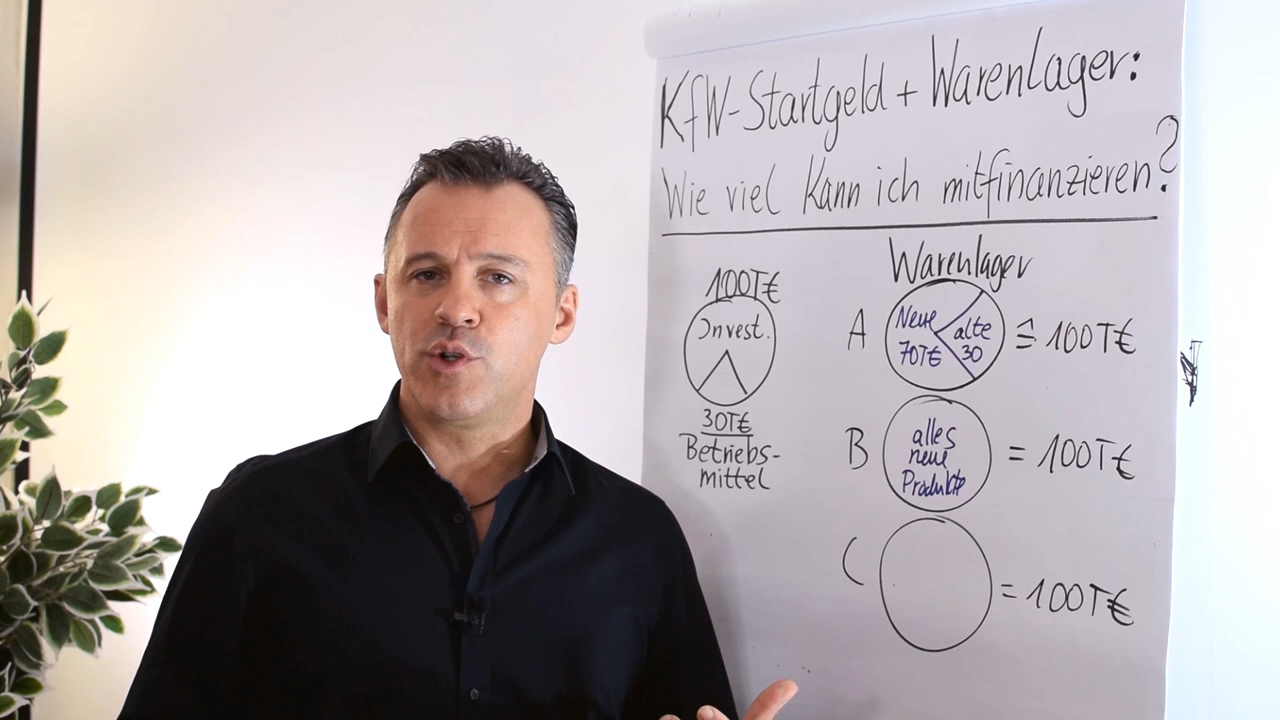 KfW-Startgeld + Warenlager:
Wie viel kann ich mitfinanzieren?
100T€
Invest.
30T€
Betriebs-
mittel
Warenlager
A
Neue
70T€
alte
30
≙ 100T€
B
alles
neue
Produkte
= 100T€
C
= 100T€